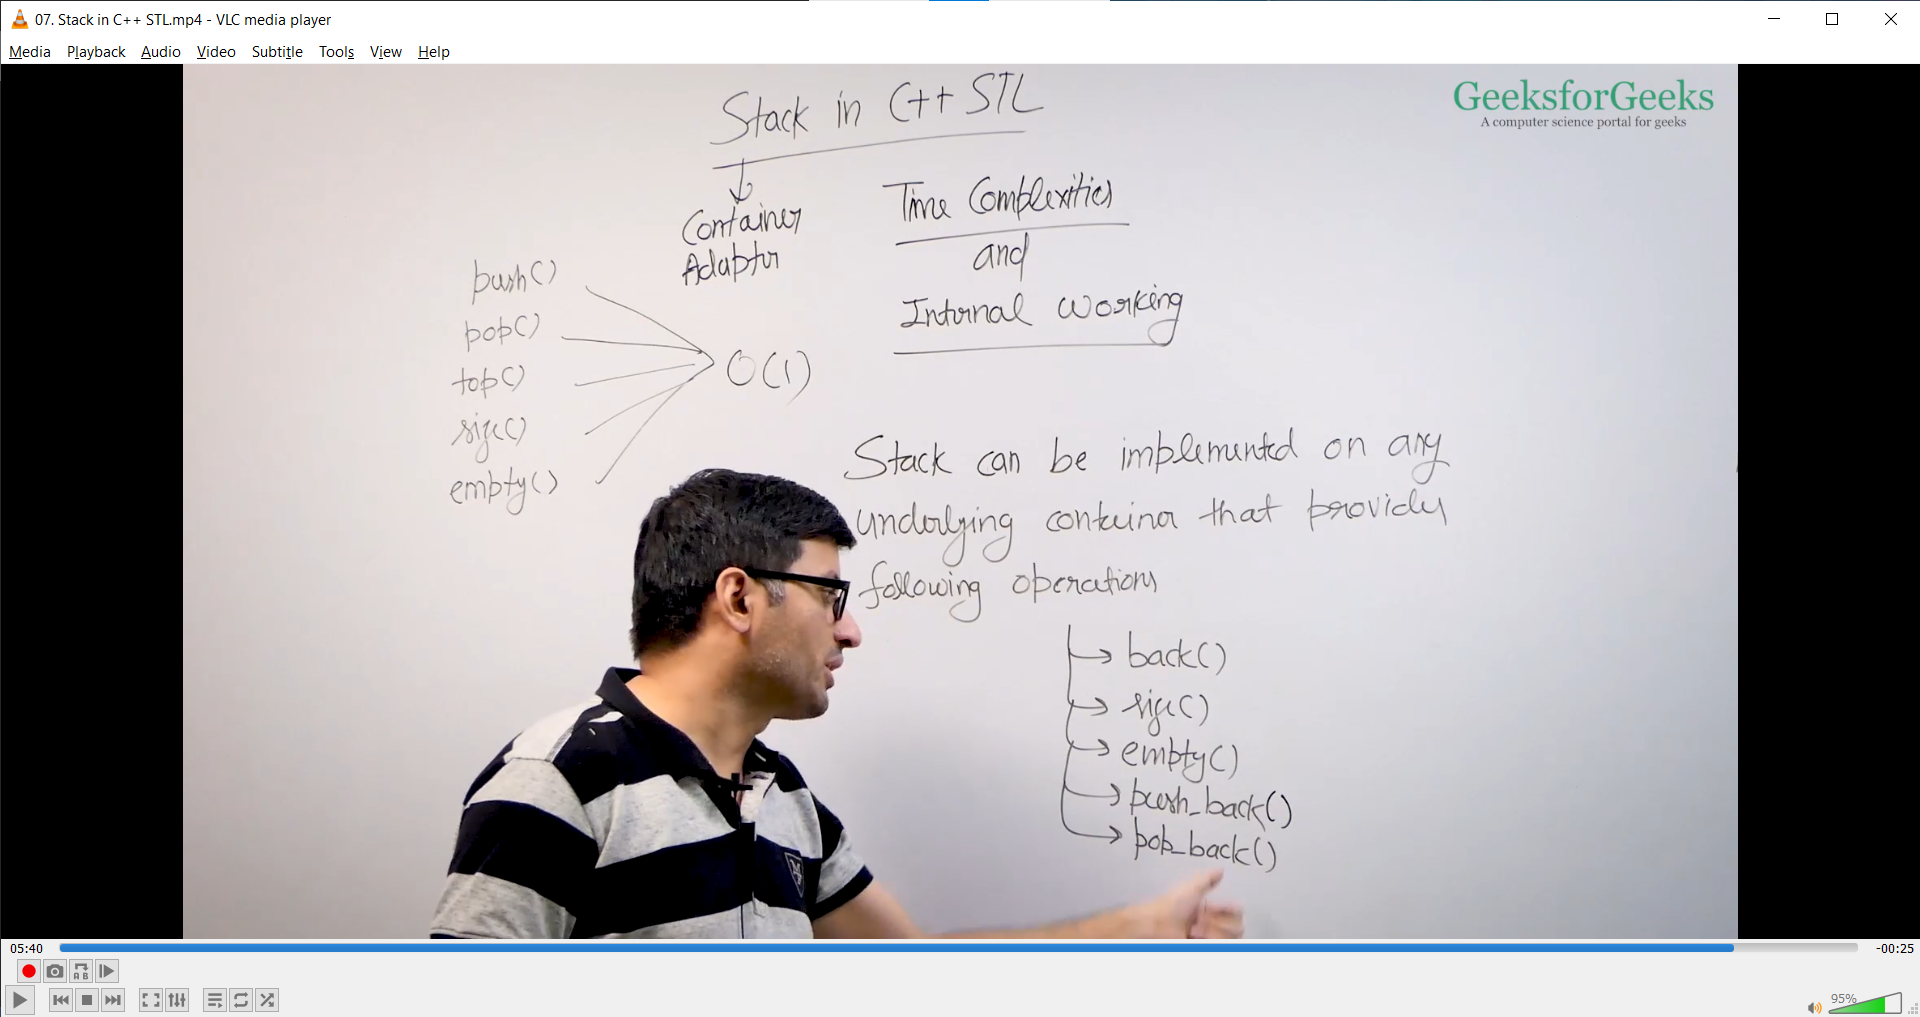 07. Stack in C++ STL.mp4 - VLC media player
Media Playback Audio Video Subtitle Tools View Help
Stack in C++ STL
GeeksforGeeks
A computer science portal for geeks
Container
Adaptor
Time Complexities
and
Internal Working
push()
pop()
top()
size()
empty()
O(1)
Stack can be implemented on any
underlying container that provides
following operations
back()
size()
empty()
push_back()
pop_back()
05:40
-00:25
A B
95%